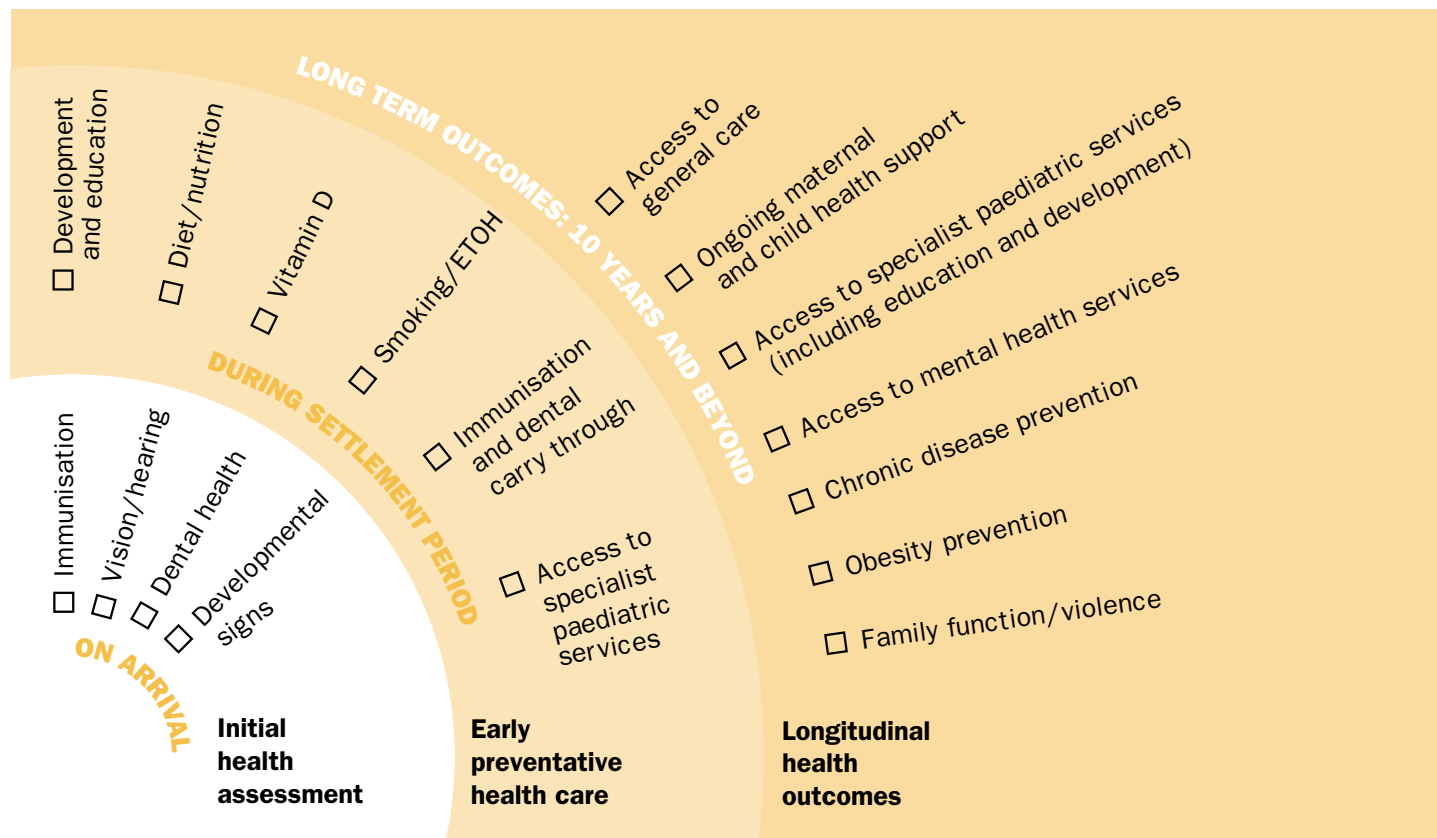 ON ARRIVAL
Immunisation
Vision/hearing
Dental health
Developmental
signs
Initial
health
assessment
DURING SETTLEMENT PERIOD
Development
and education
Diet/nutrition
Vitamin D
Smoking/ETOH
Immunisation
and dental
carry through
Access to
specialist
paediatric
services
Early
preventative
health care
LONG TERM OUTCOMES: 10 YEARS AND BEYOND
Access to
general care
Ongoing maternal
and child health support
Access to specialist paediatric services
(including education and development)
Access to mental health services
Chronic disease prevention
Obesity prevention
Family function/violence
Longitudinal
health
outcomes